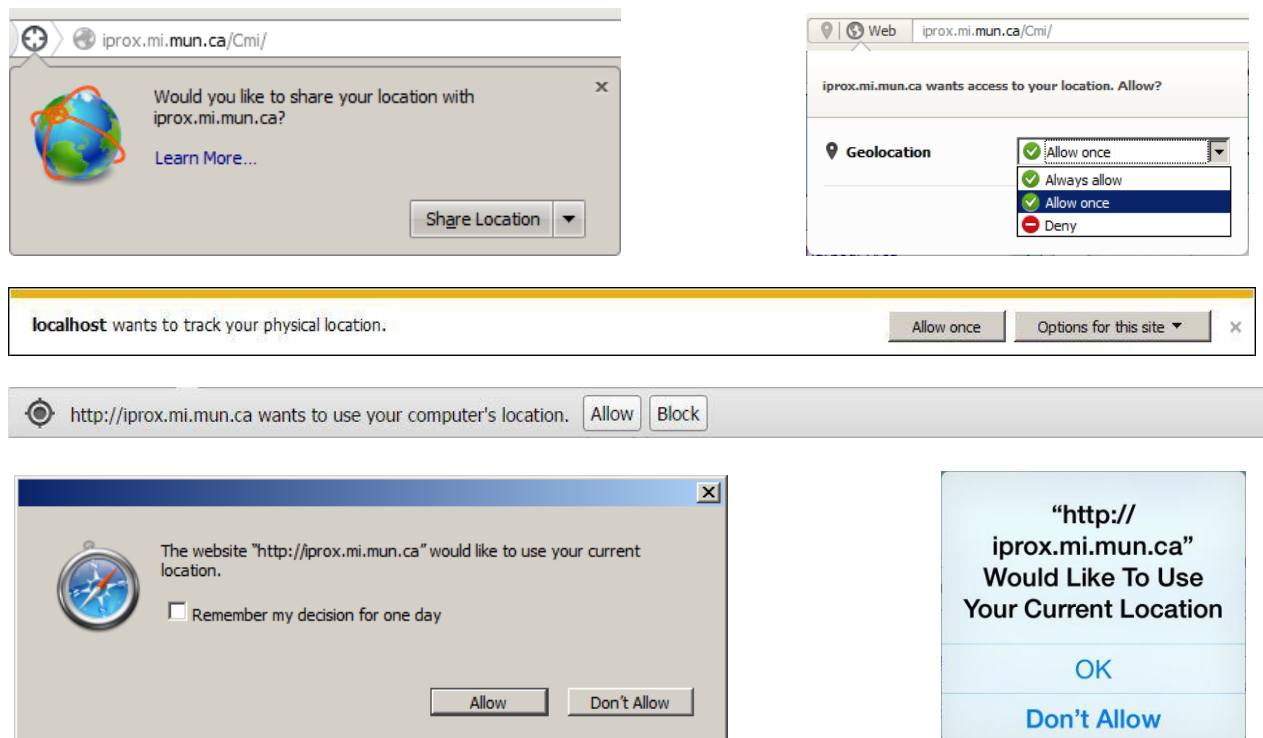 iprox.mi.mun.ca/Cmi/
Would you like to share your location with
iprox.mi.mun.ca?
Learn More...
Share Location
Web iprox.mi.mun.ca/Cmi/
iprox.mi.mun.ca wants access to your location. Allow?
Geolocation Allow once
Always allow
Allow once
Deny
localhost wants to track your physical location. Allow once Options for this site
http://iprox.mi.mun.ca wants to use your computer's location. Allow Block
The website "http://iprox.mi.mun.ca" would like to use your current
location.
Remember my decision for one day
Allow Don't Allow
“http://
iprox.mi.mun.ca”
Would Like To Use
Your Current Location
OK
Don't Allow